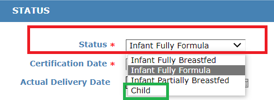 STATUS
Status * Infant Fully Formula
Infant Fully Breastfed
Certification Date * Infant Fully Formula
Infant Partially Breastfed
Actual Delivery Date Child